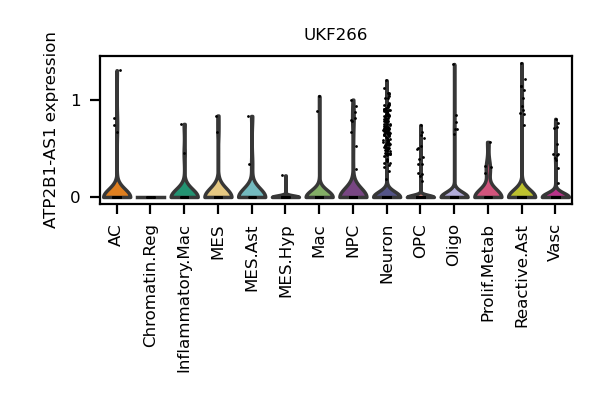 UKF266
ATP2B1-AS1 expression
1
0
AC
Chromatin.Reg
Inflammatory.Mac
MES
MES.Ast
MES.Hyp
Mac
NPC
Neuron
OPC
Oligo
Prolif.Metab
Reactive.Ast
Vasc